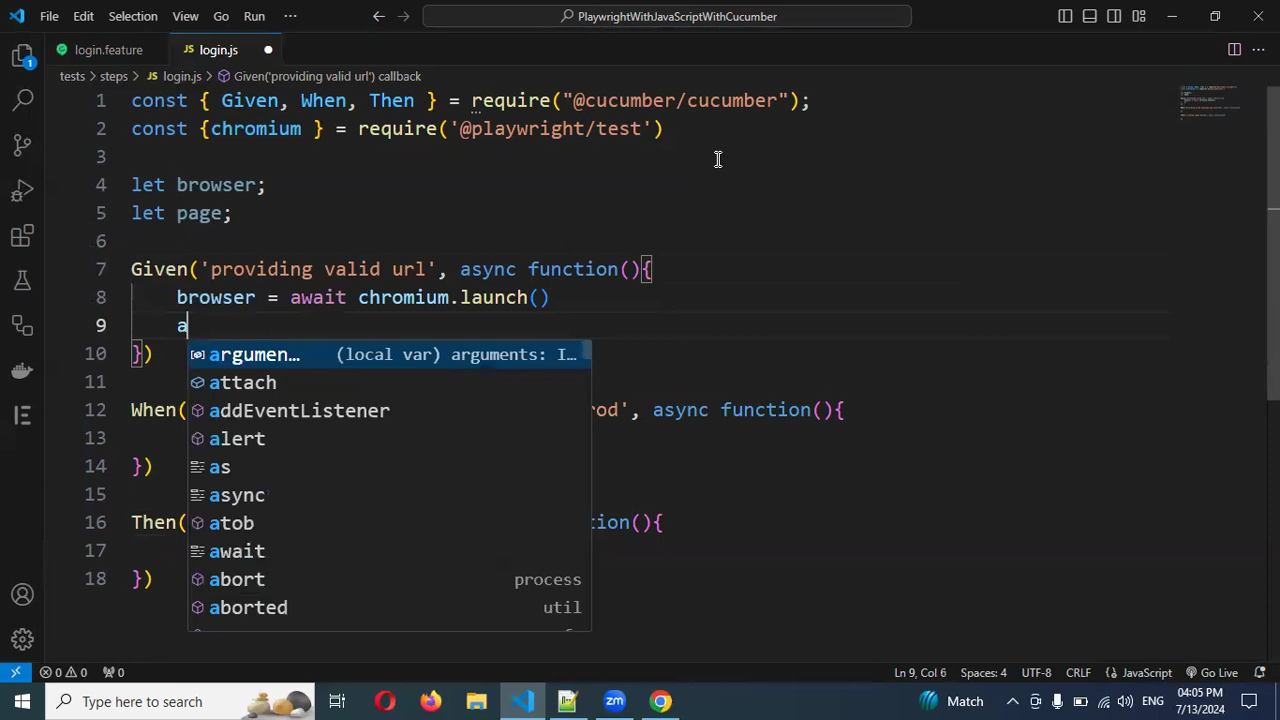 File Edit Selection View Go Run ··· PlaywrightWithJavaScriptWithCucumber
login.feature JS login.js
tests > steps > JS login.js > Given('providing valid url') callback
1 const { Given, When, Then } = require("@cucumber/cucumber");
2 const {chromium } = require('@playwright/test')
3
4 let browser;
5 let page;
6
7 Given('providing valid url', async function(){
8 browser = await chromium.launch()
9 a
10 })
argumen… (local var) arguments: I…
11
attach
12 When( rod', async function(){
addEventListener
13
alert
14 })
as
15
async
16 Then( tion(){
atob
17
await
18 })
abort process
aborted util
1
0 0 0 Ln 9, Col 6 Spaces: 4 UTF-8 CRLF {} JavaScript Go Live
Type here to search Match ENG 04:05 PM
7/13/2024